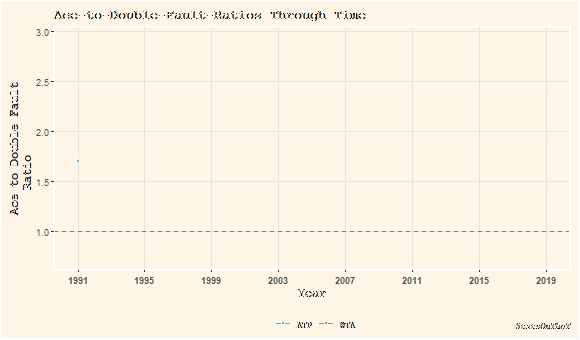 Ace to Double Fault Ratios Through Time
3.0
2.5
2.0
1.5
1.0
Ace to Double Fault
Ratio
1991
1995
1999
2003
2007
2011
2015
2019
Year
ATP
WTA